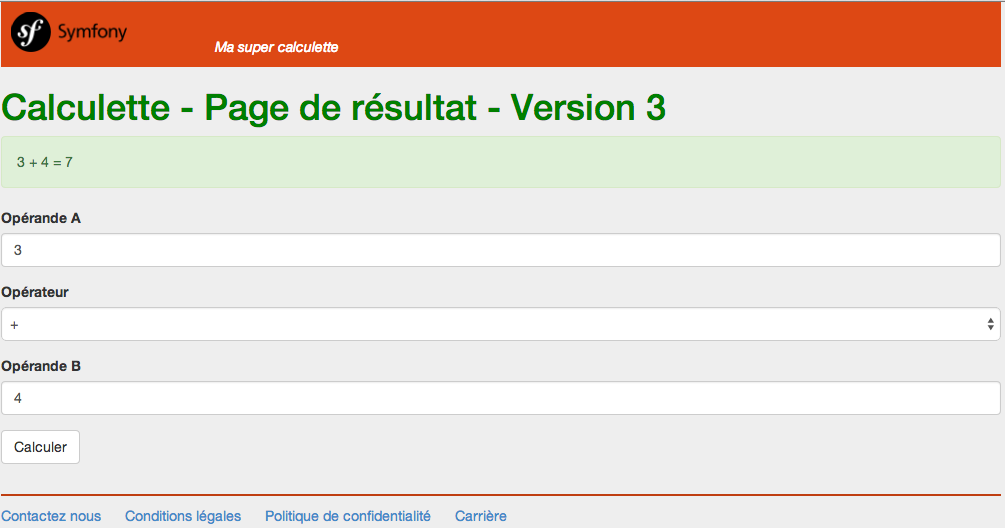 sf Symfony
Ma super calculette
Calculette - Page de résultat - Version 3
3 + 4 = 7
Opérande A
3
Opérateur
+
Opérande B
4
Calculer
Contactez nous Conditions légales Politique de confidentialité Carrière